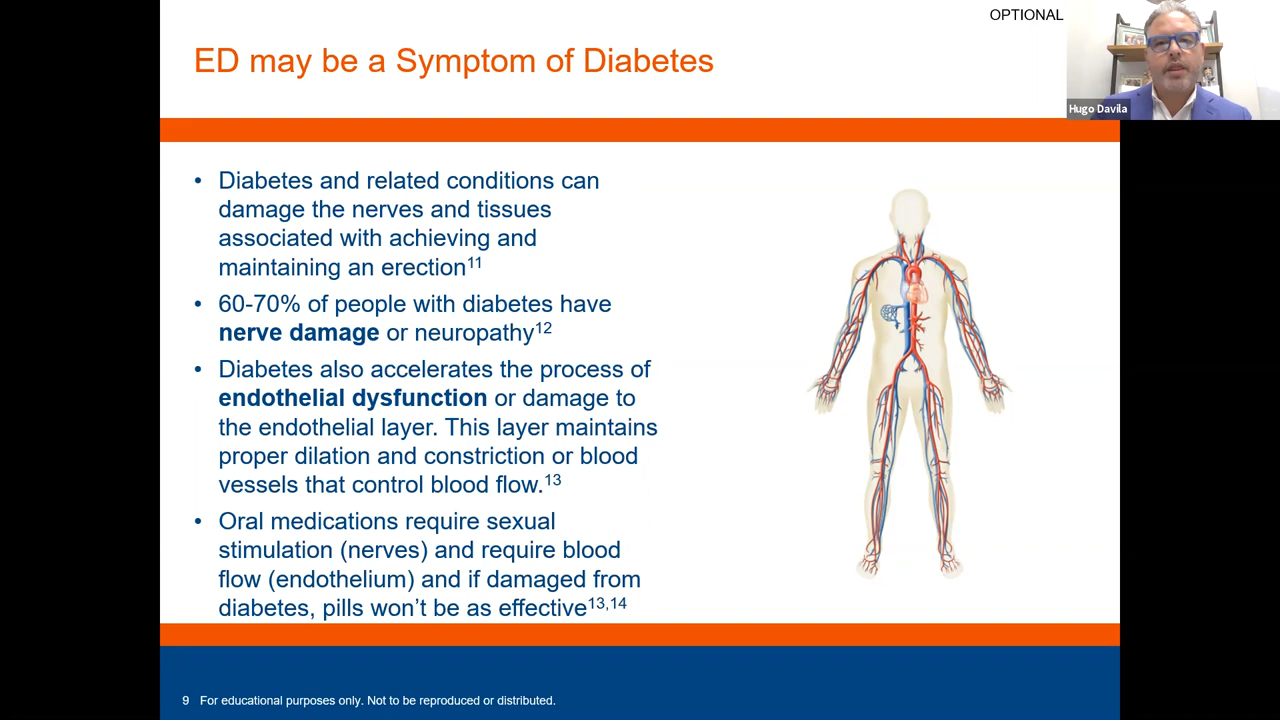 OPTIONAL
ED may be a Symptom of Diabetes
Hugo Davila
• Diabetes and related conditions can
damage the nerves and tissues
associated with achieving and
maintaining an erection11
• 60-70% of people with diabetes have
nerve damage or neuropathy12
• Diabetes also accelerates the process of
endothelial dysfunction or damage to
the endothelial layer. This layer maintains
proper dilation and constriction or blood
vessels that control blood flow.13
• Oral medications require sexual
stimulation (nerves) and require blood
flow (endothelium) and if damaged from
diabetes, pills won't be as effective13,14
9 For educational purposes only. Not to be reproduced or distributed.